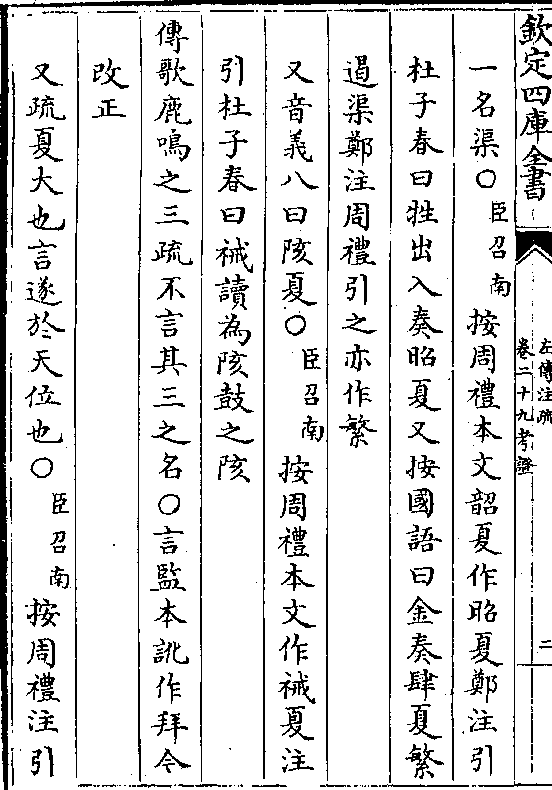 欽定四庫全書
左傳注疏
卷二十九考證
二
一名渠○臣召南按周禮本文韶夏作昭夏鄭注引
杜子春曰牲出入奏昭夏又按國語曰金奏肆夏繁
遏渠鄭注周禮引之亦作繁
又音義八曰陔夏○臣召南按周禮本文作祴夏注
引杜子春曰祴讀為陔鼓之陔
傳歌鹿鳴之三疏不言其三之名○言監本訛作拜今
改正
又疏夏大也言遂於天位也○臣召南按周禮注引